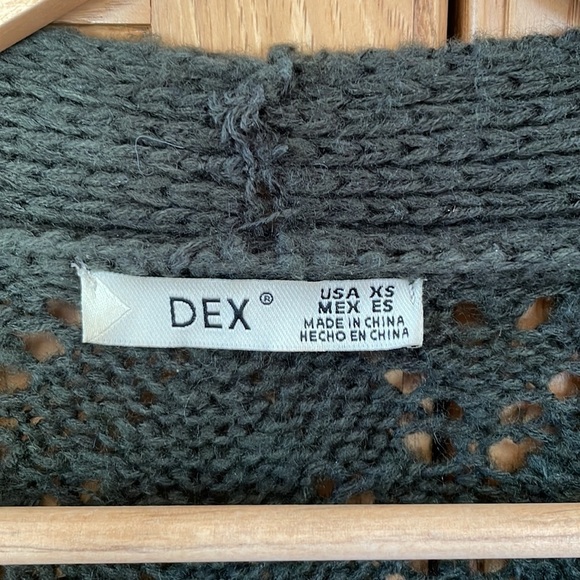 DEX®
USA XS
MEX ES
MADE IN CHINA
HECHO EN CHINA